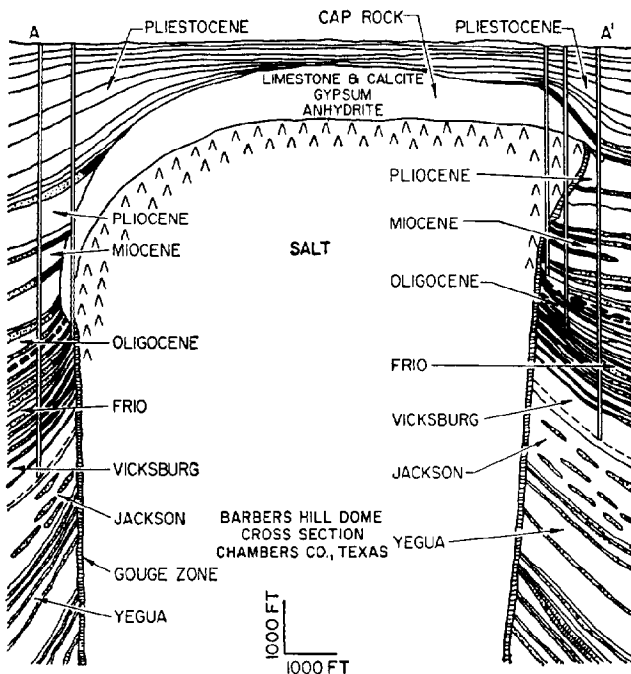 A
PLIESTOCENE
CAP ROCK
PLIESTOCENE
A'
LIMESTONE & CALCITE
GYPSUM
ANHYDRITE
PLIOCENE
MIOCENE
OLIGOCENE
FRIO
VICKSBURG
JACKSON
GOUGE ZONE
YEGUA
SALT
PLIOCENE
MIOCENE
OLIGOCENE
FRIO
VICKSBURG
JACKSON
YEGUA
BARBERS HILL DOME
CROSS SECTION
CHAMBERS CO., TEXAS
1000 FT
1000 FT